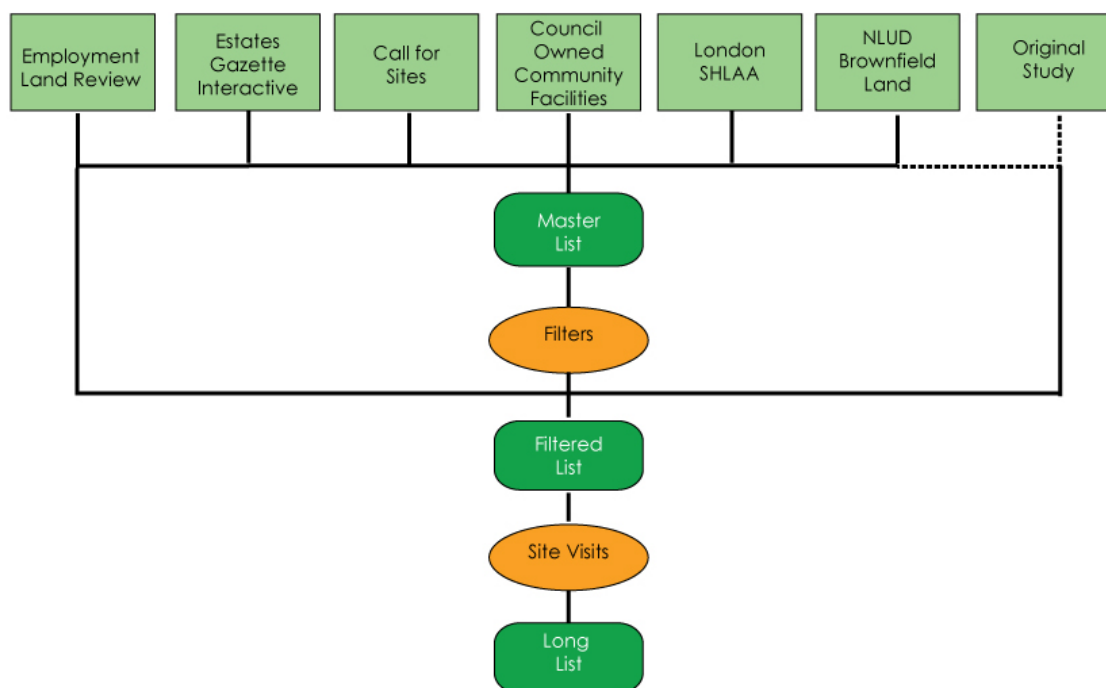 Employment
Land Review
Estates
Gazette
Interactive
Call for
Sites
Council
Owned
Community
Facilities
London
SHLAA
NLUD
Brownfield
Land
Original
Study
Master
List
Filters
Filtered
List
Site Visits
Long
List